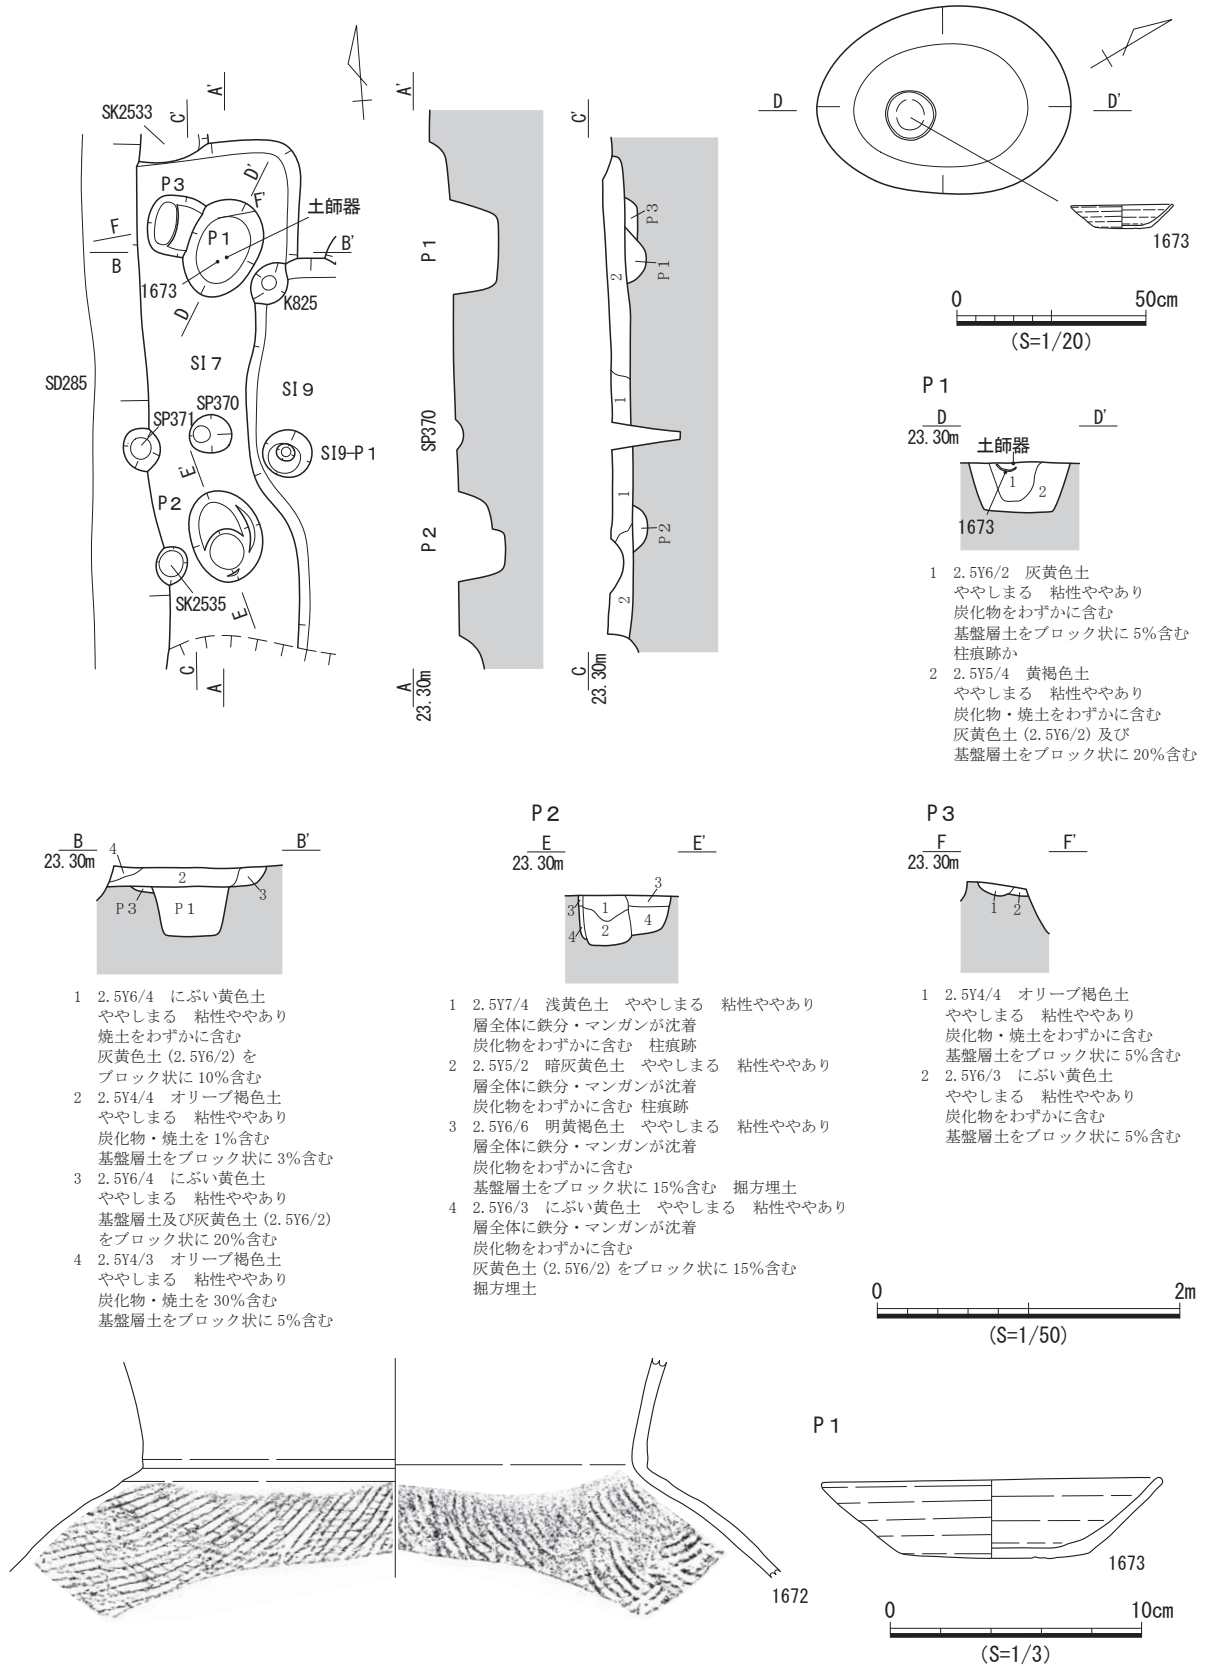 SK2533
C'
A'
P3
D'
F'
土師器
F
P1
B
B'
1673
D
K825
SI7
SD285
SI9
SP370
SP371
SI9-P1
E'
P2
SK2535
E
C
A
A'
P1
SP370
P2
A
23.30m
C'
P3
2
P1
1
1
P2
2
C
23.30m
D
D'
1673
0 50cm
(S=1/20)
P1
D
D'
23.30m
土師器
1
2
1673
1 2.5Y6/2 灰黄色土
ややしまる 粘性ややあり
炭化物をわずかに含む
基盤層土をブロック状に5%含む
柱痕跡か
2 2.5Y5/4 黄褐色土
ややしまる 粘性ややあり
炭化物・焼土をわずかに含む
灰黄色土(2.5Y6/2)及び
基盤層土をブロック状に20%含む
B
B'
23.30m
4
2
3
P3
P1
1 2.5Y6/4 にぶい黄色土
ややしまる 粘性ややあり
焼土をわずかに含む
灰黄色土(2.5Y6/2)を
ブロック状に10%含む
2 2.5Y4/4 オリーブ褐色土
ややしまる 粘性ややあり
炭化物・焼土を1%含む
基盤層土をブロック状に3%含む
3 2.5Y6/4 にぶい黄色土
ややしまる 粘性ややあり
基盤層土及び灰黄色土(2.5Y6/2)
をブロック状に20%含む
4 2.5Y4/3 オリーブ褐色土
ややしまる 粘性ややあり
炭化物・焼土を30%含む
基盤層土をブロック状に5%含む
P2
E
E'
23.30m
3
3
1
4
4
2
1 2.5Y7/4 浅黄色土 ややしまる 粘性ややあり
層全体に鉄分・マンガンが沈着
炭化物をわずかに含む 柱痕跡
2 2.5Y5/2 暗灰黄色土 ややしまる 粘性ややあり
層全体に鉄分・マンガンが沈着
炭化物をわずかに含む 柱痕跡
3 2.5Y6/6 明黄褐色土 ややしまる 粘性ややあり
層全体に鉄分・マンガンが沈着
炭化物をわずかに含む
基盤層土をブロック状に15%含む 掘方埋土
4 2.5Y6/3 にぶい黄色土 ややしまる 粘性ややあり
層全体に鉄分・マンガンが沈着
炭化物をわずかに含む
灰黄色土(2.5Y6/2)をブロック状に15%含む
掘方埋土
P3
F
F'
23.30m
1
2
1 2.5Y4/4 オリーブ褐色土
ややしまる 粘性ややあり
炭化物・焼土をわずかに含む
基盤層土をブロック状に5%含む
2 2.5Y6/3 にぶい黄色土
ややしまる 粘性ややあり
炭化物をわずかに含む
基盤層土をブロック状に5%含む
0 2m
(S=1/50)
1672
P1
1673
0 10cm
(S=1/3)